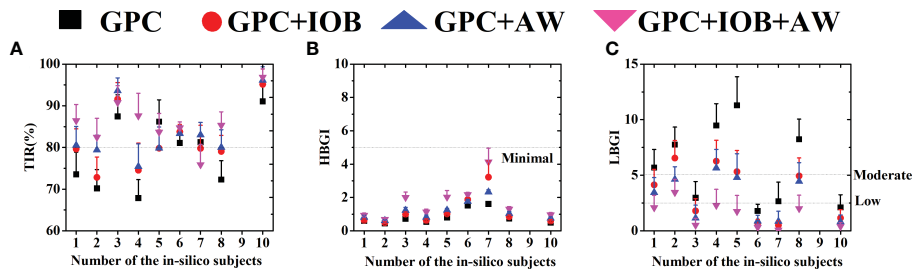 GPC GPC+IOB GPC+AW GPC+IOB+AW
A
TIR(%)
100
90
80
70
60
1 2 3 4 5 6 7 8 9 10
Number of the in-silico subjects
B
HBGI
10
8
6
4
2
0
Minimal
1 2 3 4 5 6 7 8 9 10
Number of the in-silico subjects
C
LBGI
15
10
5
0
Moderate
Low
1 2 3 4 5 6 7 8 9 10
Number of the in-silico subjects